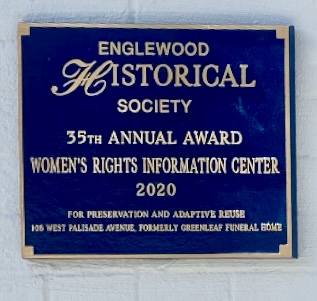 ENGLEWOOD
HISTORICAL
SOCIETY
35TH ANNUAL AWARD
WOMEN'S RIGHTS INFORMATION CENTER
2020
FOR PRESERVATION AND ADAPTIVE REUSE
108 WEST PALISADE AVENUE, FORMERLY GREENLEAF FUNERAL HOME